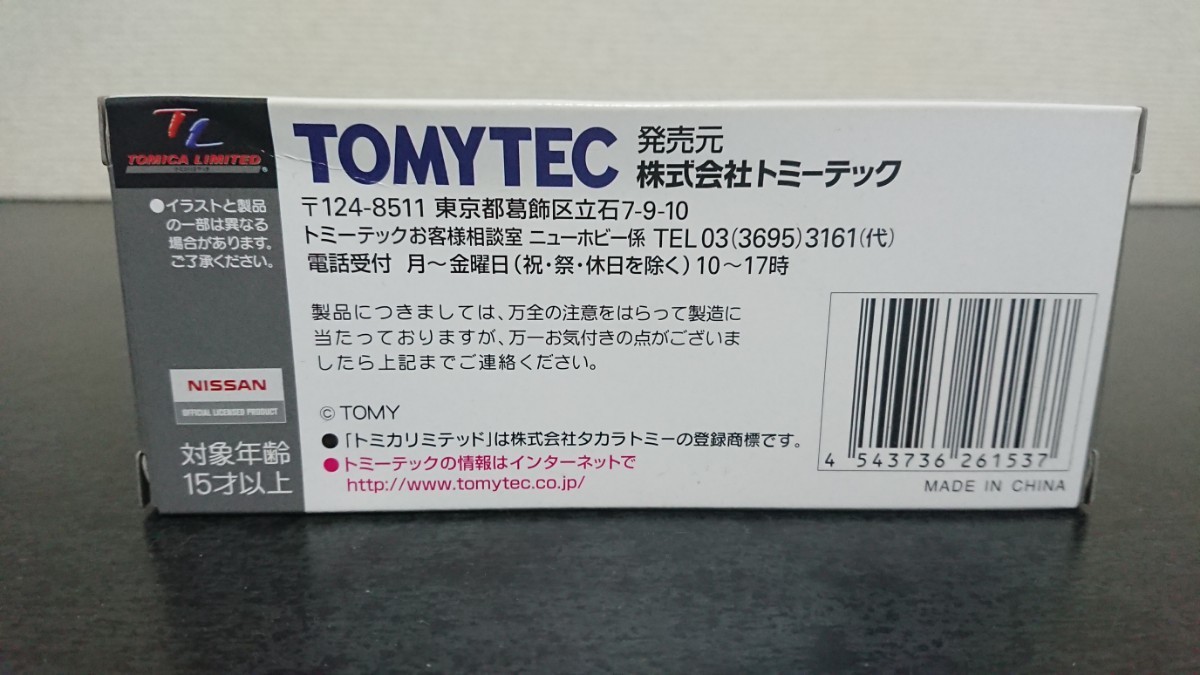 TL
TOMICA LIMITED
●イラストと製品
の一部は異なる
場合があります。
ご了承ください。
NISSAN
OFFICIAL LICENSED PRODUCT
対象年齢
15才以上
TOMYTEC
発売元
株式会社トミーテック
〒124-8511 東京都葛飾区立石7-9-10
トミーテックお客様相談室 ニューホビー係 TEL 03(3695)3161(代)
電話受付 月〜金曜日(祝・祭・休日を除く)10〜17時
製品につきましては、万全の注意をはらって製造に
当たっておりますが、万一お気付きの点がございま
したら上記までご連絡ください。
© TOMY
●「トミカリミテッド」は株式会社タカラトミーの登録商標です。
●トミーテックの情報はインターネットで
http://www.tomytec.co.jp/
4 543736 261537
MADE IN CHINA